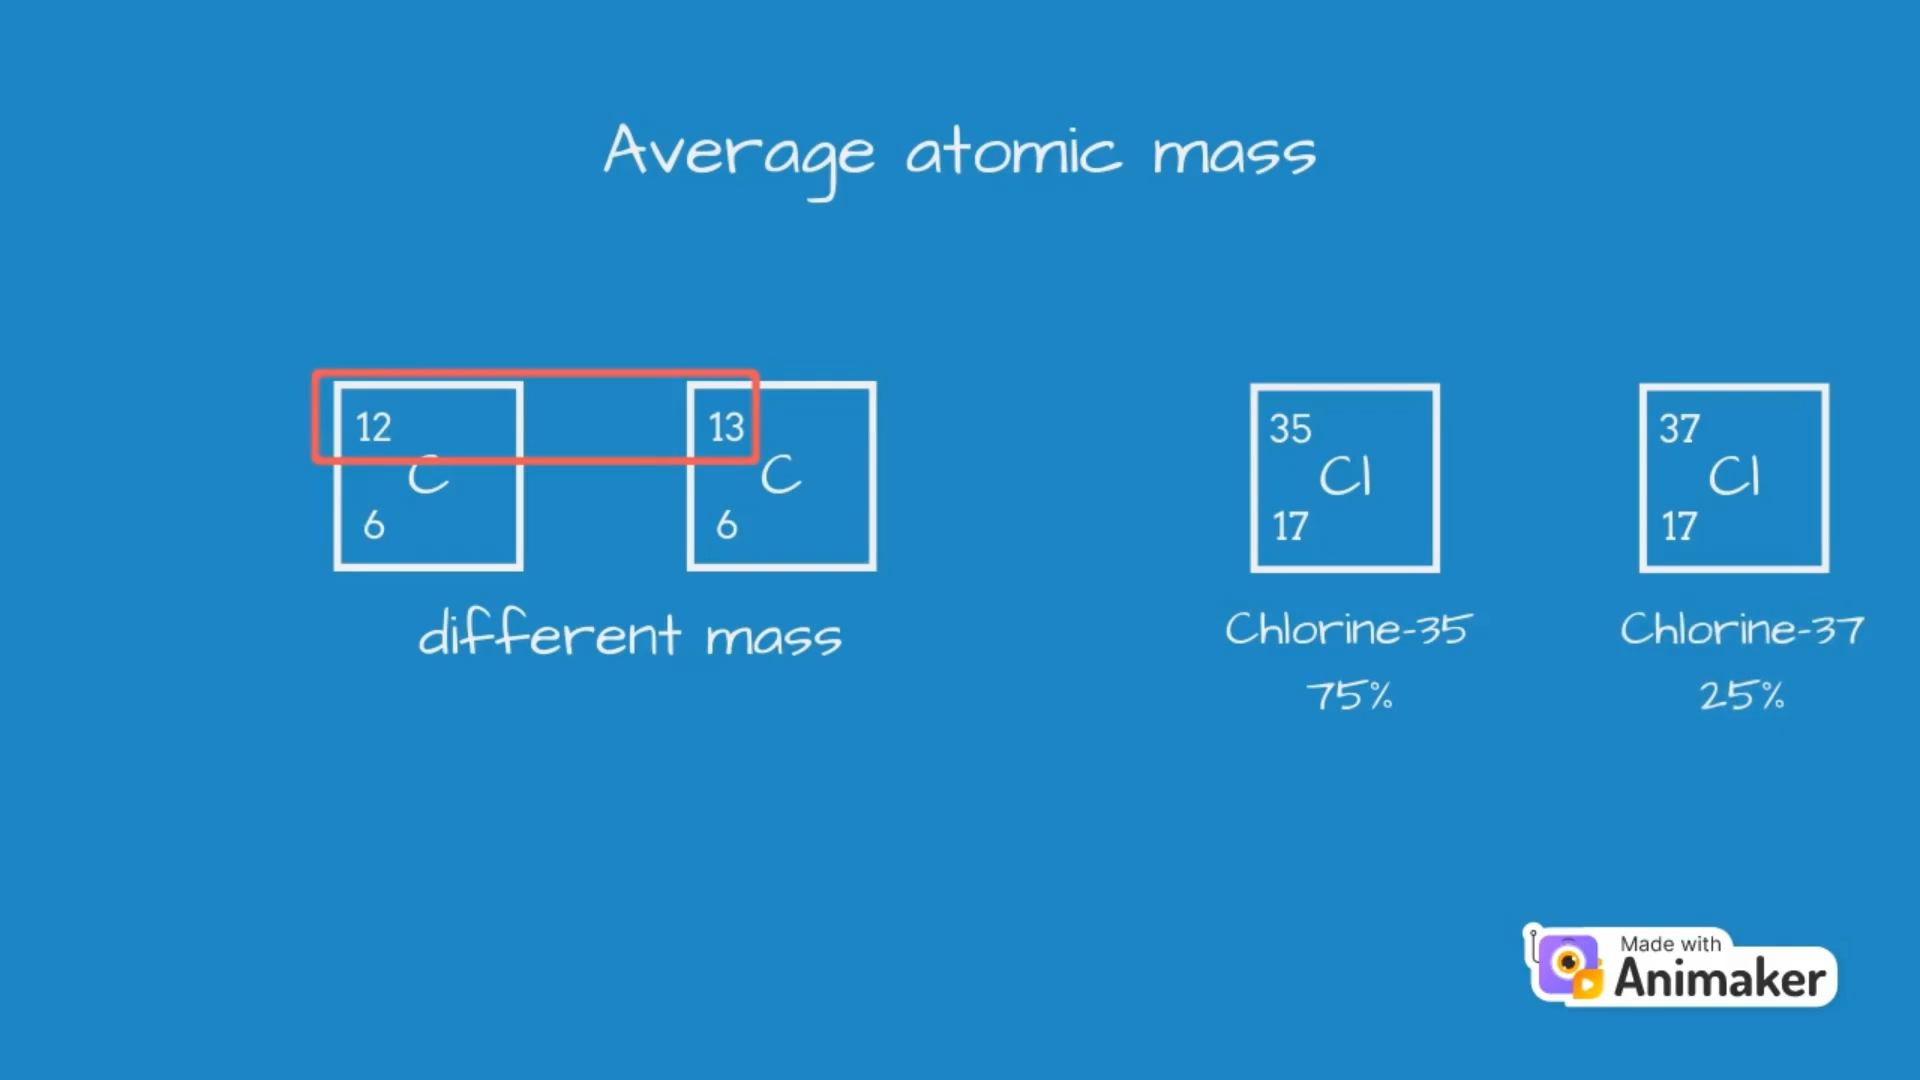 Average atomic mass
12
C
6
13
C
6
different mass
35
Cl
17
Chlorine-35
75%
37
Cl
17
Chlorine-37
25%
Made with
Animaker